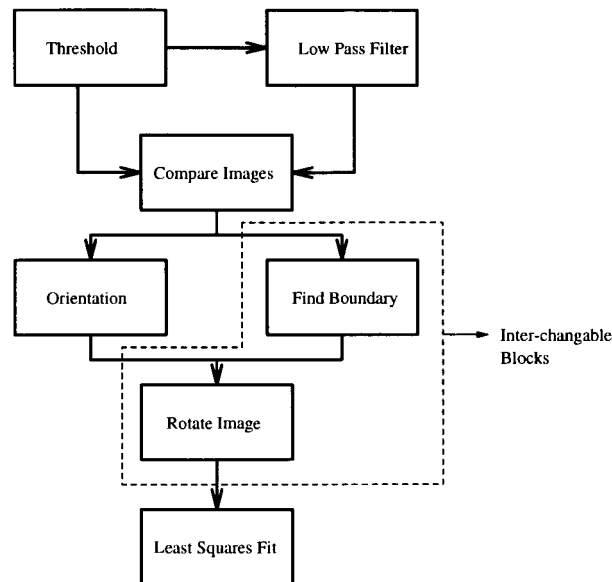 Threshold
Low Pass Filter
Compare Images
Orientation
Find Boundary
Inter-changable
Blocks
Rotate Image
Least Squares Fit